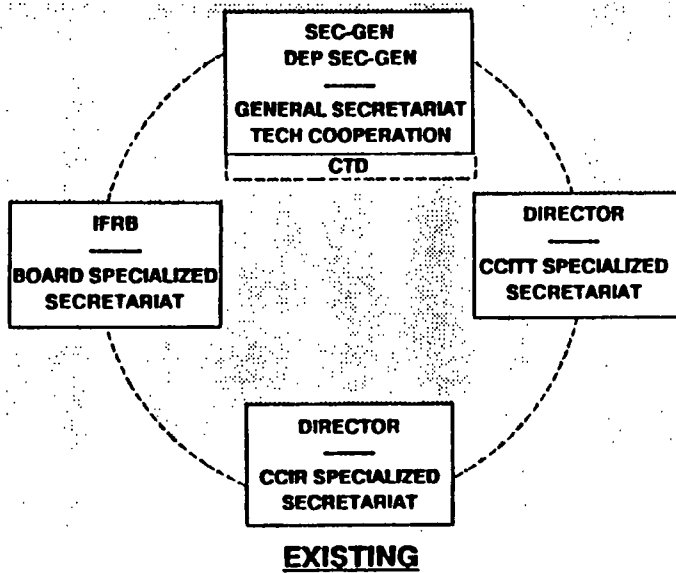 SEC-GEN
DEP SEC-GEN
GENERAL SECRETARIAT
TECH COOPERATION
CTD
IFRB
BOARD SPECIALIZED
SECRETARIAT
DIRECTOR
CCITT SPECIALIZED
SECRETARIAT
DIRECTOR
CCIR SPECIALIZED
SECRETARIAT
EXISTING